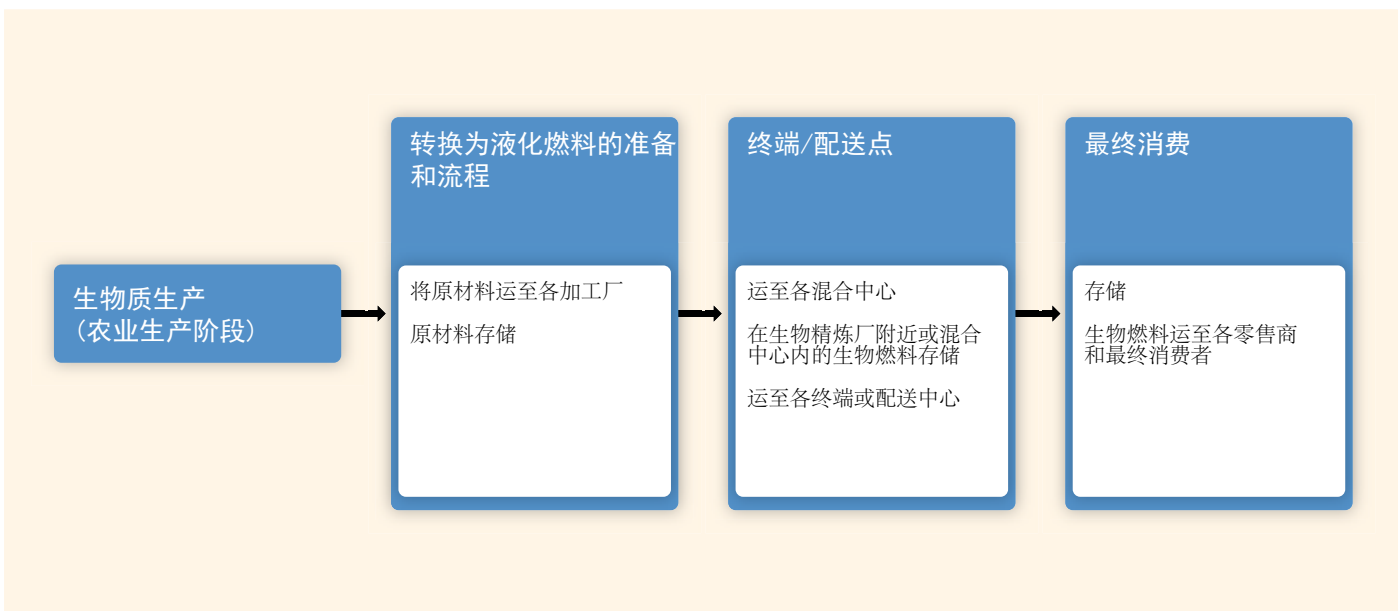 生物质生产
(农业生产阶段)
转换为液化燃料的准备
和流程
将原材料运至各加工厂
原材料存储
终端/配送点
运至各混合中心
在生物精炼厂附近或混合
中心内的生物燃料存储
运至各终端或配送中心
最终消费
存储
生物燃料运至各零售商
和最终消费者